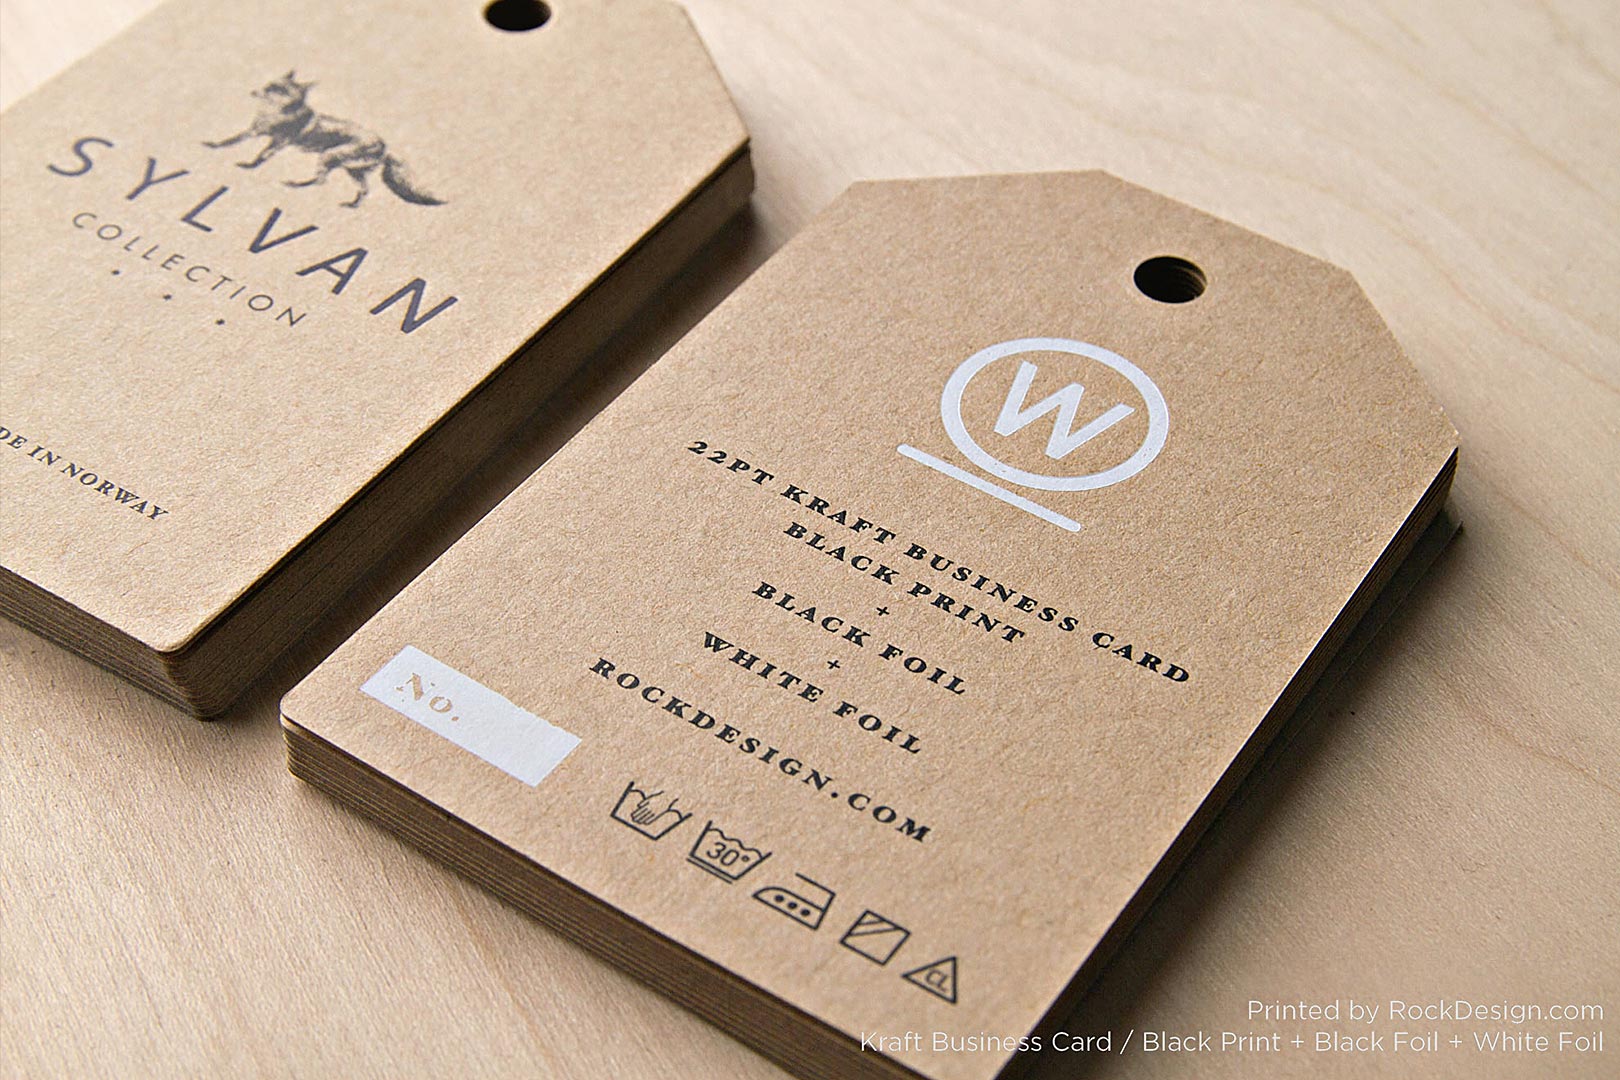 SYLVAN
COLLECTION
IN NORWAY
W
22PT KRAFT BUSINESS CARD
BLACK PRINT
+
BLACK FOIL
+
WHITE FOIL
ROCKDESIGN.COM
No.
30°
CL
Printed by RockDesign.com
Kraft Business Card / Black Print + Black Foil + White Foil